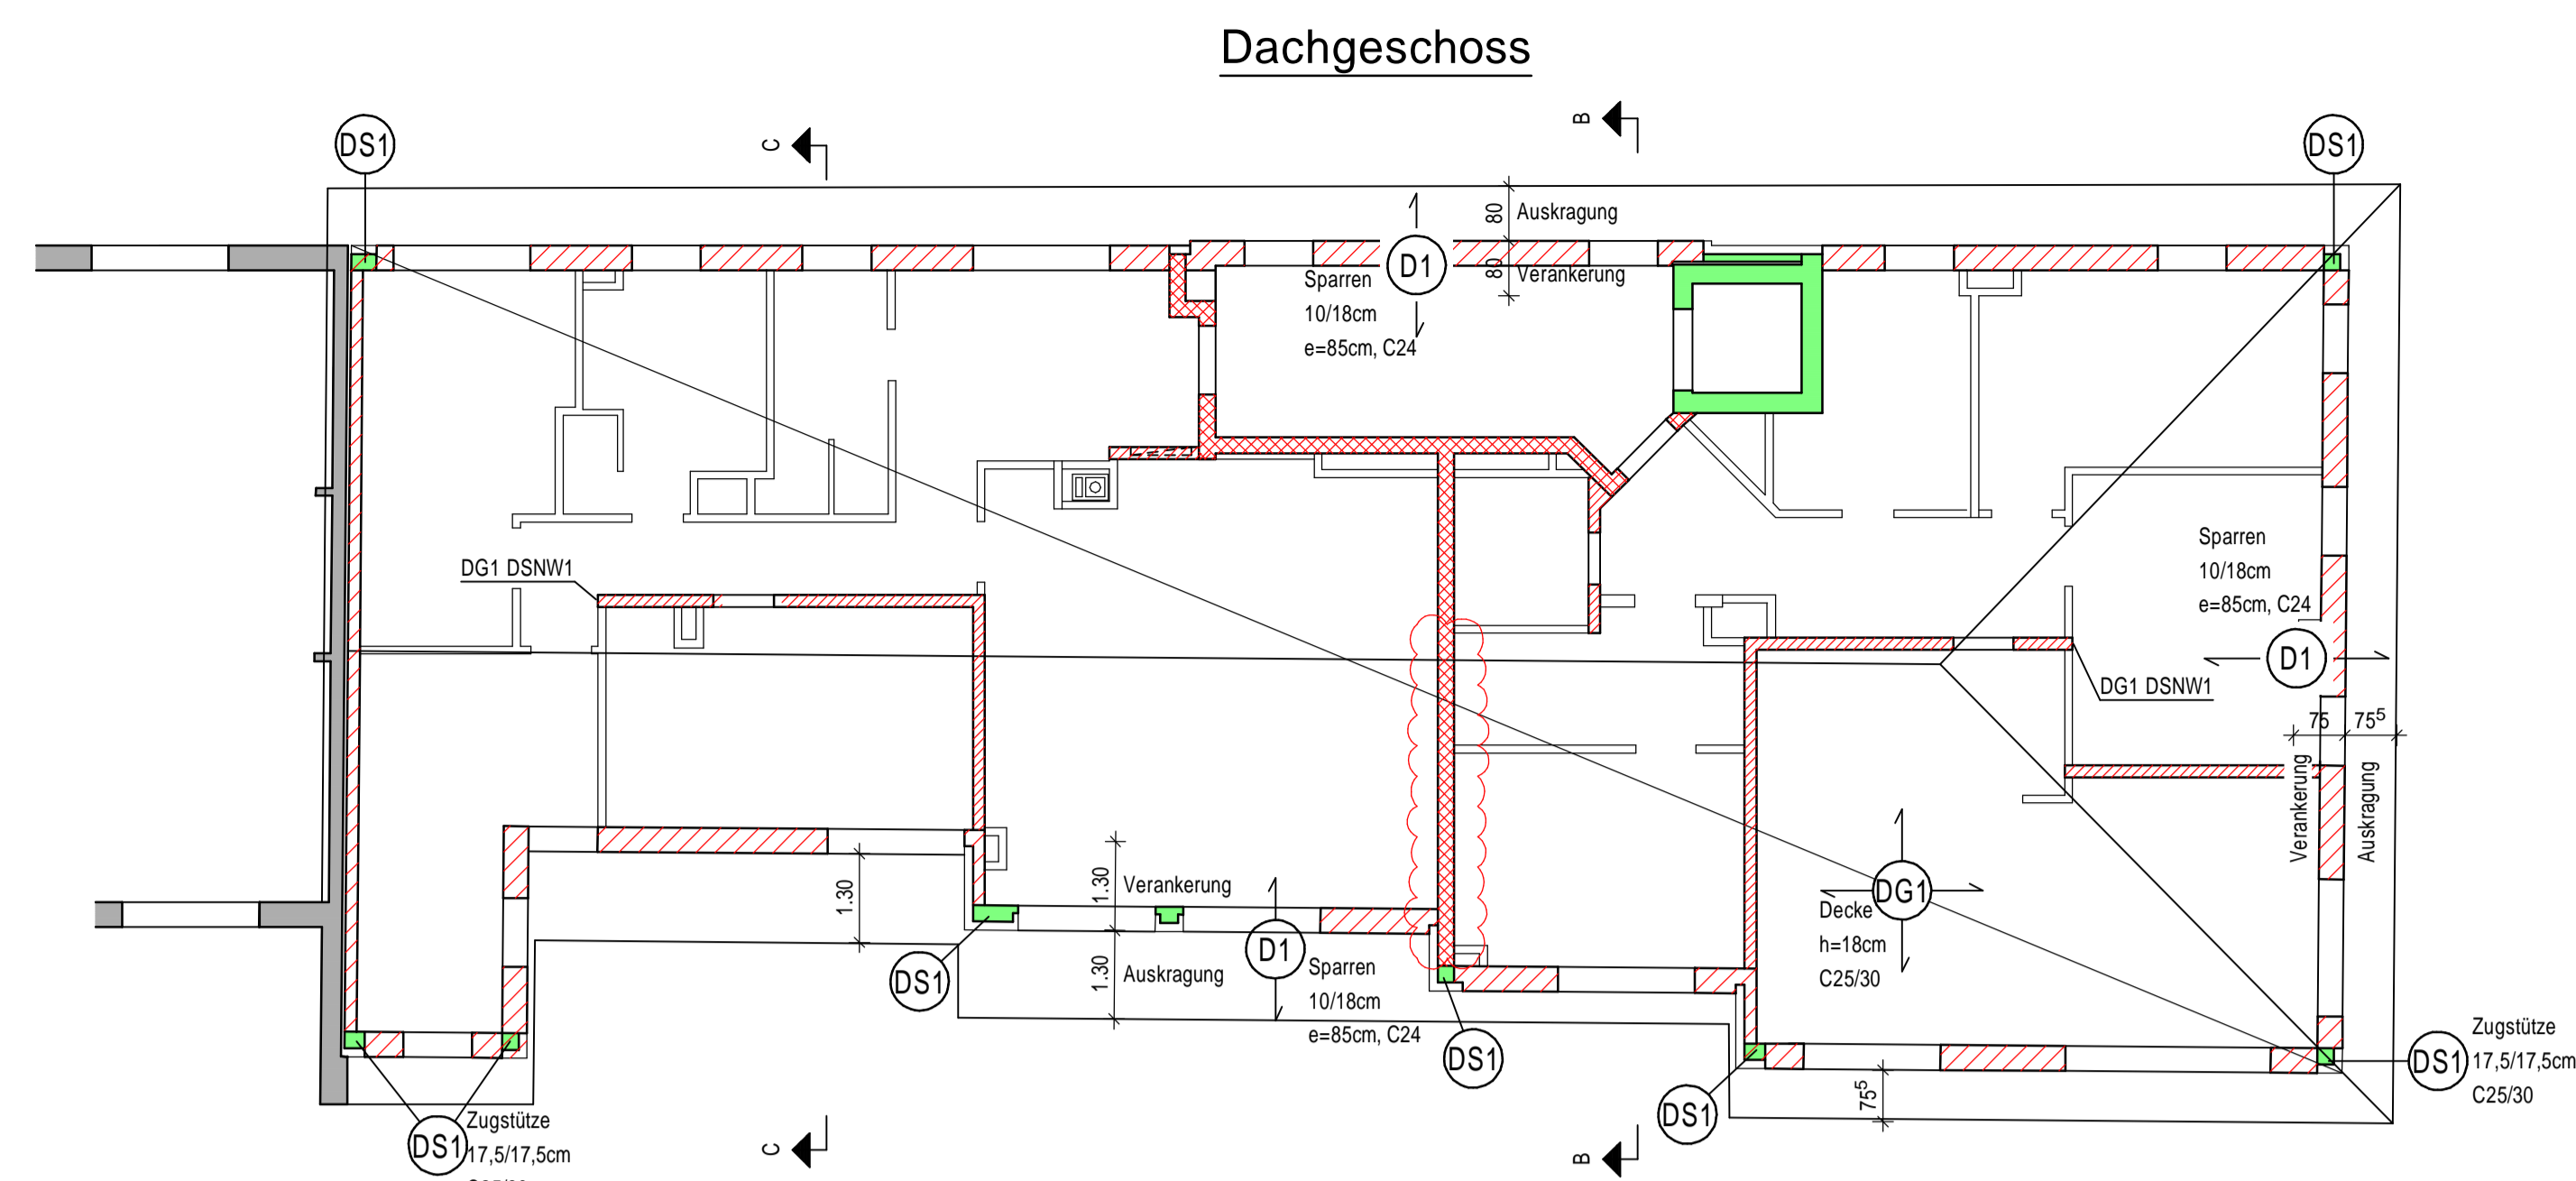 Dachgeschoss
DS1
C
B
DS1
80
Auskragung
80
Verankerung
D1
Sparren
10/18cm
e=85cm, C24
DG1 DSNW1
Sparren
10/18cm
e=85cm, C24
D1
DG1 DSNW1
75
75⁵
Verankerung
Auskragung
1.30
1.30
Verankerung
1.30
Auskragung
D1
Sparren
10/18cm
e=85cm, C24
DG1
Decke
h=18cm
C25/30
DS1
DS1
DS1
75⁵
DS1
Zugstütze
17,5/17,5cm
C25/30
DS1
Zugstütze
17,5/17,5cm
C
B